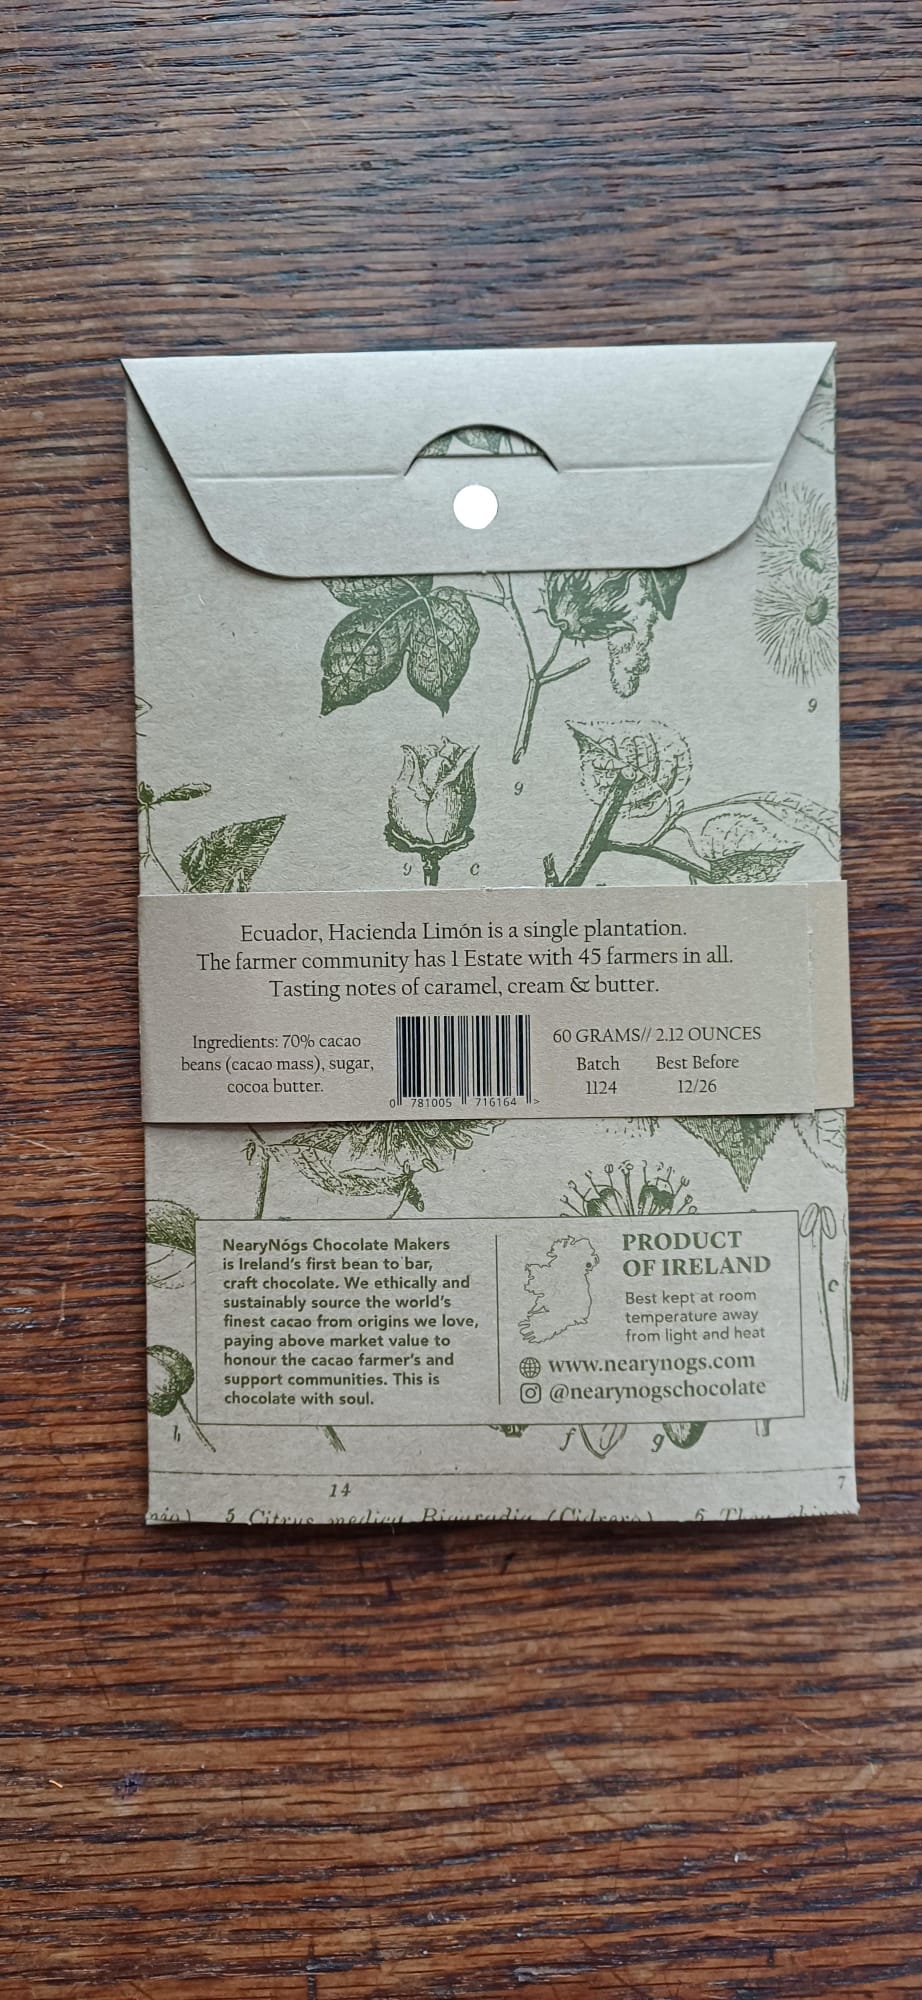 9
9
9 c
Ecuador, Hacienda Limón is a single plantation.
The farmer community has 1 Estate with 45 farmers in all.
Tasting notes of caramel, cream & butter.
Ingredients: 70% cacao
beans (cacao mass), sugar,
cocoa butter.
0 781005 716164 >
60 GRAMS// 2.12 OUNCES
Batch Best Before
1124 12/26
NearyNógs Chocolate Makers
is Ireland's first bean to bar,
craft chocolate. We ethically and
sustainably source the world's
finest cacao from origins we love,
paying above market value to
honour the cacao farmer's and
support communities. This is
chocolate with soul.
PRODUCT
OF IRELAND
Best kept at room
temperature away
from light and heat
www.nearynogs.com
@nearynogschocolate
c
h
f g
14 7
5 Citrus medica (Cidrero) 6